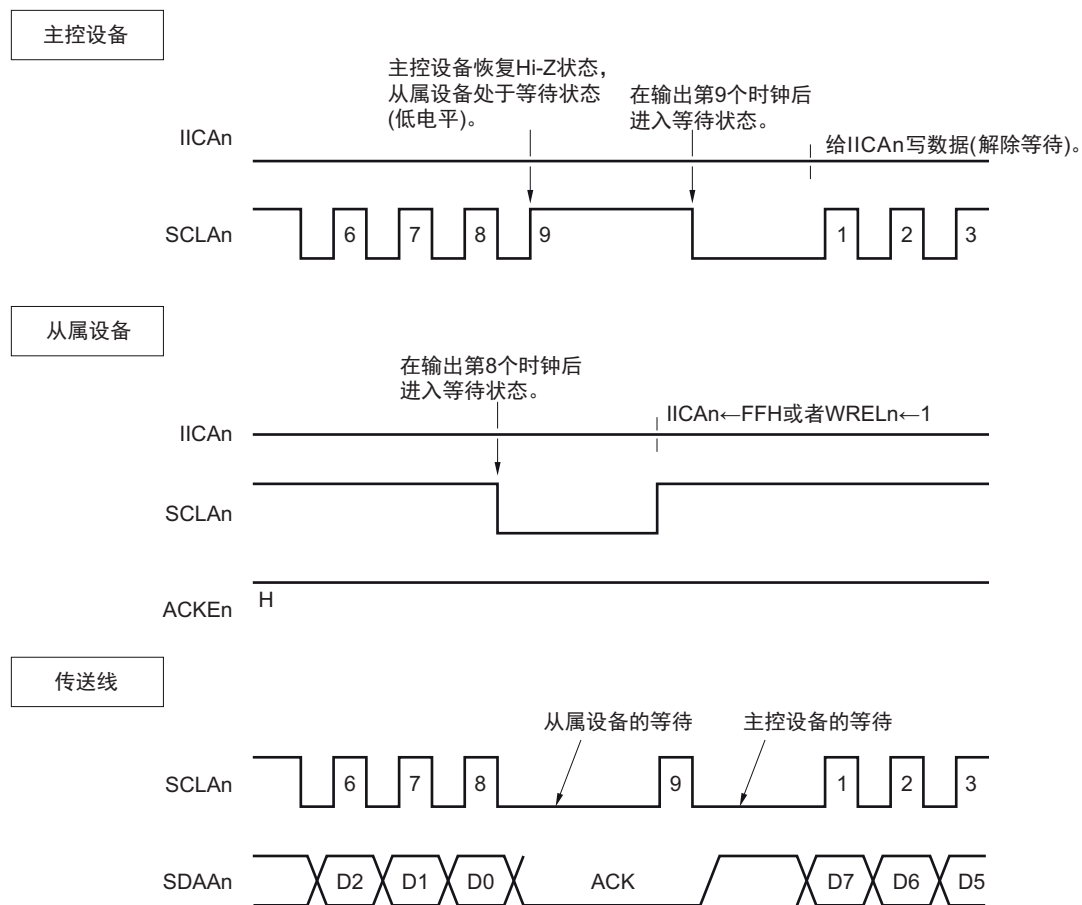 主控设备
主控设备恢复Hi-Z状态，
从属设备处于等待状态
(低电平)。
在输出第9个时钟后
进入等待状态。
IICAn
给IICAn写数据(解除等待)。
SCLAn
6 7 8 9 1 2 3
从属设备
在输出第8个时钟后
进入等待状态。
IICAn
IICAn←FFH或者WRELn←1
SCLAn
ACKEn
H
传送线
从属设备的等待
主控设备的等待
SCLAn
6 7 8 9 1 2 3
SDAAn
D2 D1 D0 ACK D7 D6 D5